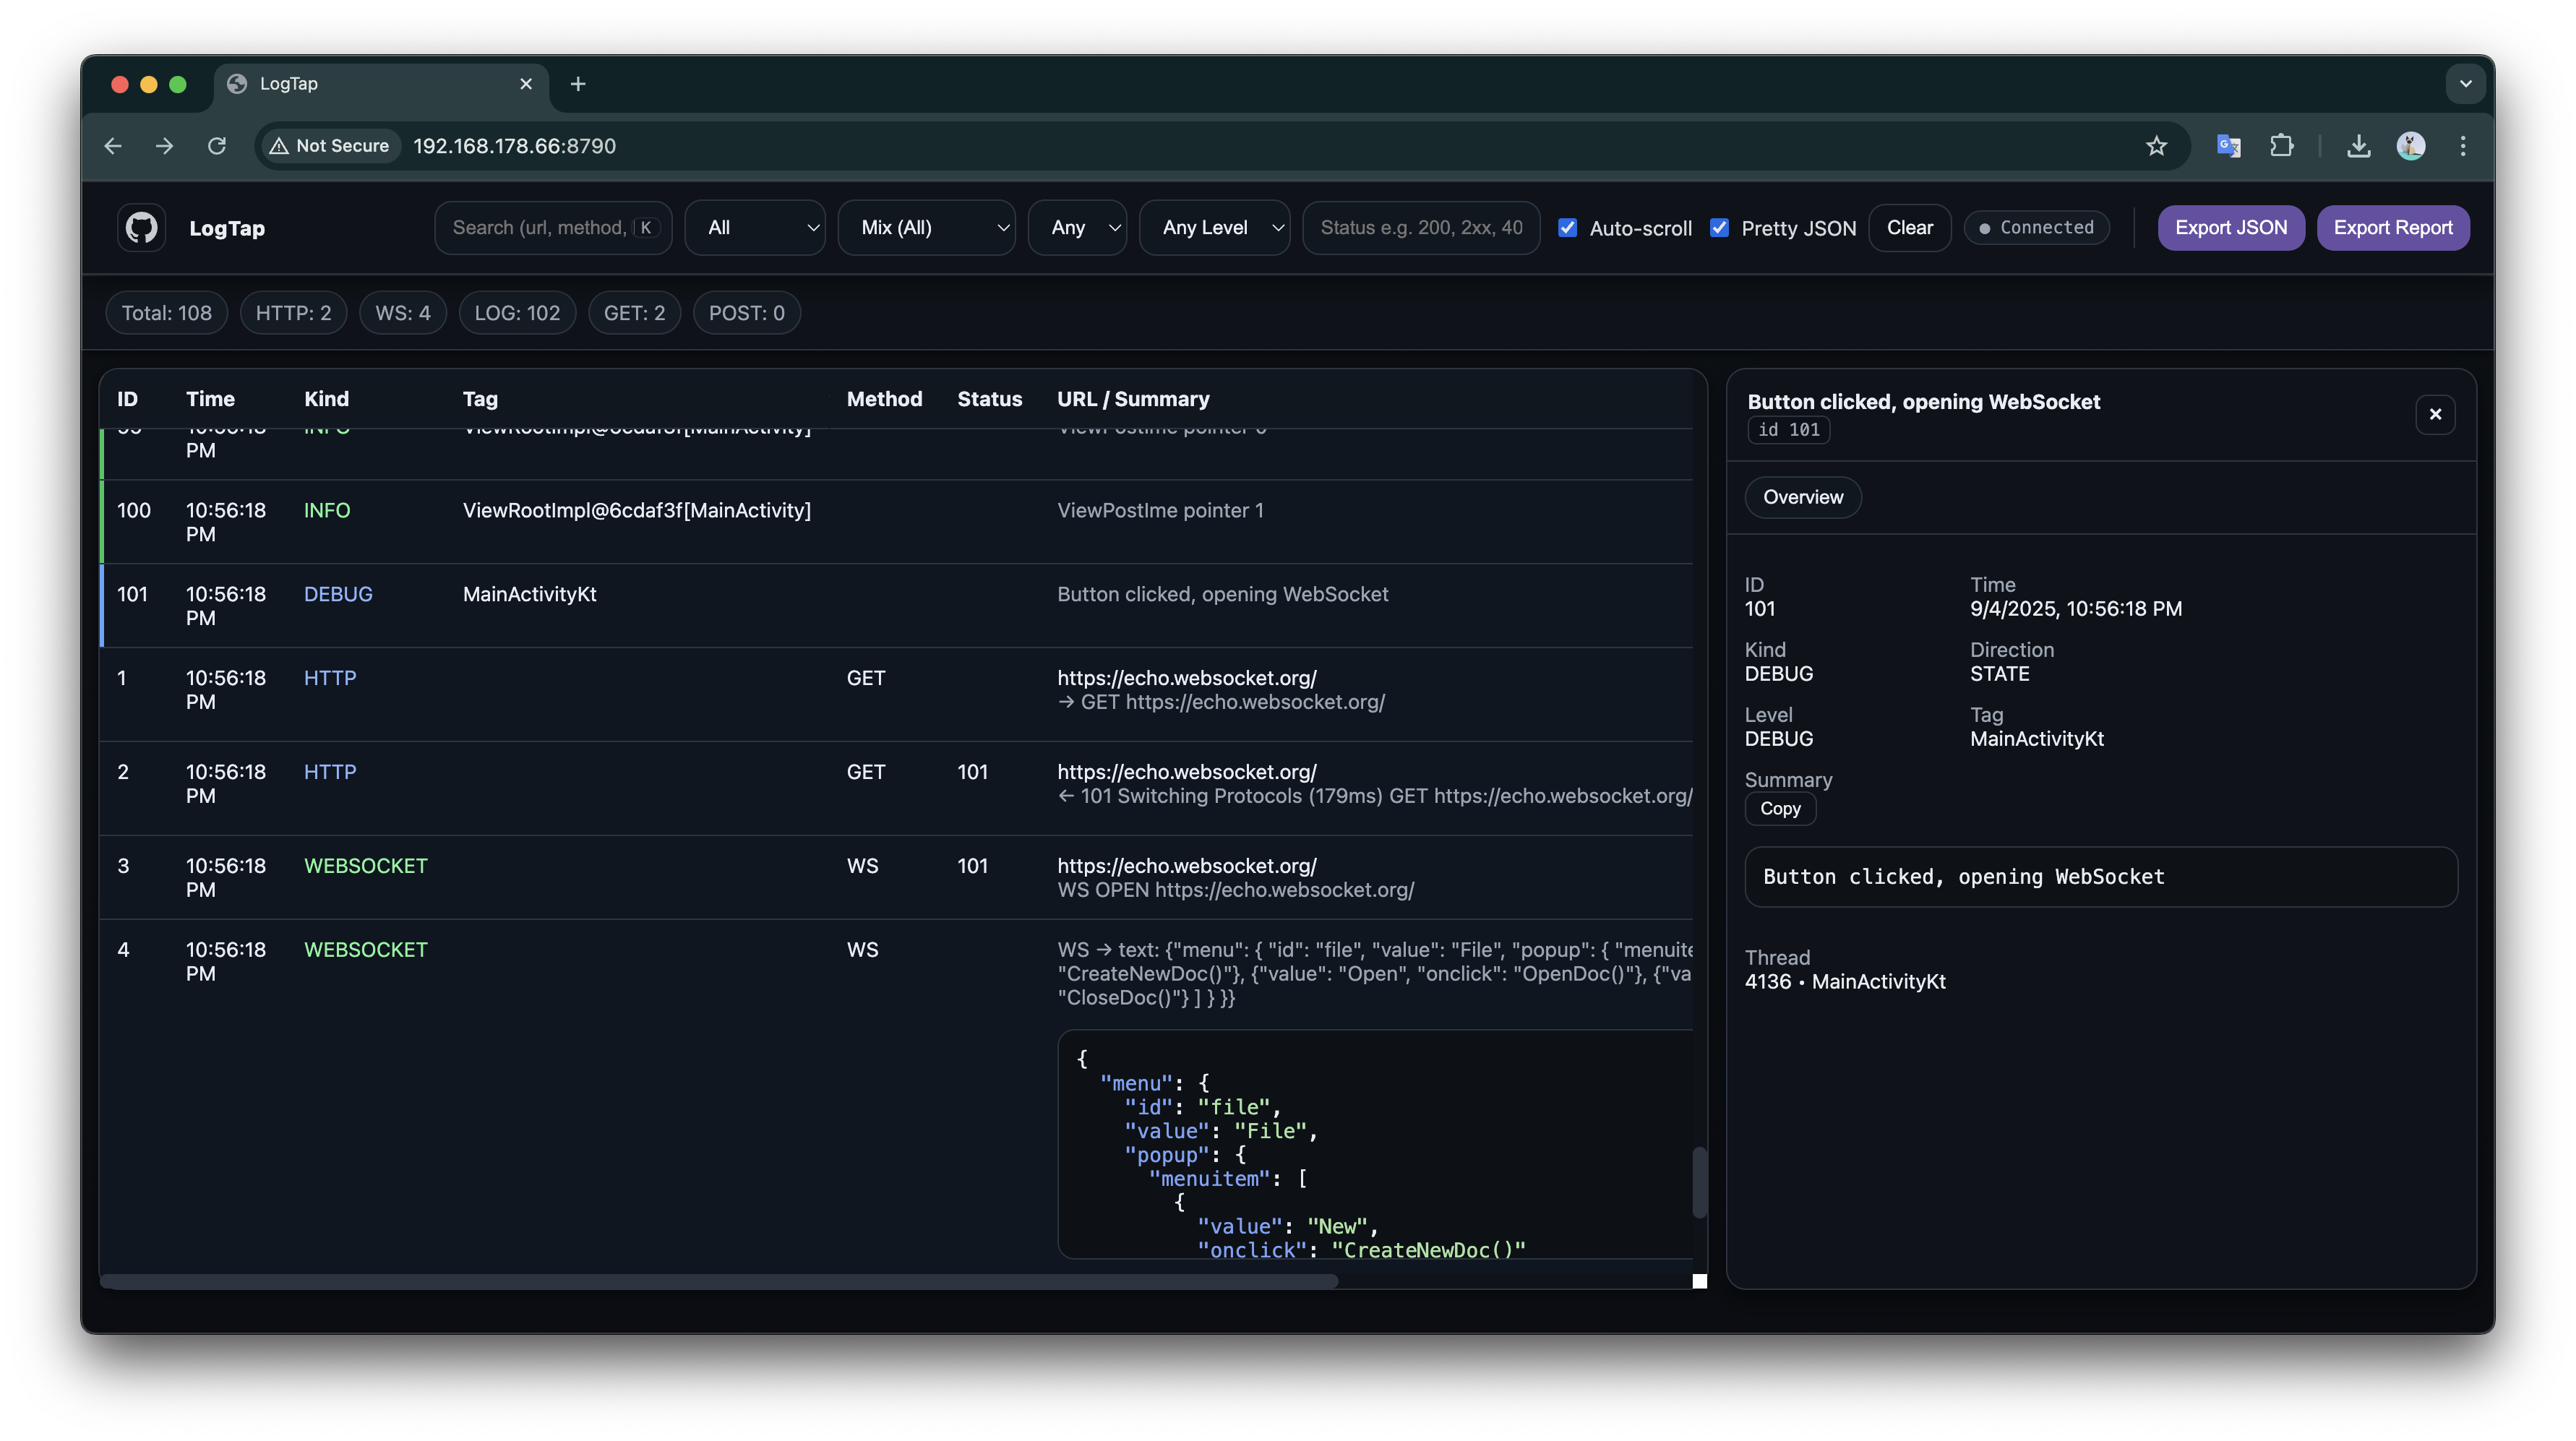 LogTap
Not Secure 192.168.178.66:8790
LogTap
Search (url, method, K
All
Mix (All)
Any
Any Level
Status e.g. 200, 2xx, 40
Auto-scroll
Pretty JSON
Clear
Connected
Export JSON
Export Report
Total: 108
HTTP: 2
WS: 4
LOG: 102
GET: 2
POST: 0
ID Time Kind Tag Method Status URL / Summary
PM
100 10:56:18 INFO ViewRootImpl@6cdaf3f[MainActivity] ViewPostIme pointer 1
PM
101 10:56:18 DEBUG MainActivityKt Button clicked, opening WebSocket
PM
1 10:56:18 HTTP GET https://echo.websocket.org/
PM → GET https://echo.websocket.org/
2 10:56:18 HTTP GET 101 https://echo.websocket.org/
PM ← 101 Switching Protocols (179ms) GET https://echo.websocket.org/
3 10:56:18 WEBSOCKET WS 101 https://echo.websocket.org/
PM WS OPEN https://echo.websocket.org/
4 10:56:18 WEBSOCKET WS WS → text: {"menu": { "id": "file", "value": "File", "popup": { "menuite
PM "CreateNewDoc()"}, {"value": "Open", "onclick": "OpenDoc()"}, {"va
"CloseDoc()"} ] } }}
{
"menu": {
"id": "file",
"value": "File",
"popup": {
"menuitem": [
{
"value": "New",
"onclick": "CreateNewDoc()"
Button clicked, opening WebSocket
id 101
Overview
ID Time
101 9/4/2025, 10:56:18 PM
Kind Direction
DEBUG STATE
Level Tag
DEBUG MainActivityKt
Summary
Copy
Button clicked, opening WebSocket
Thread
4136 • MainActivityKt